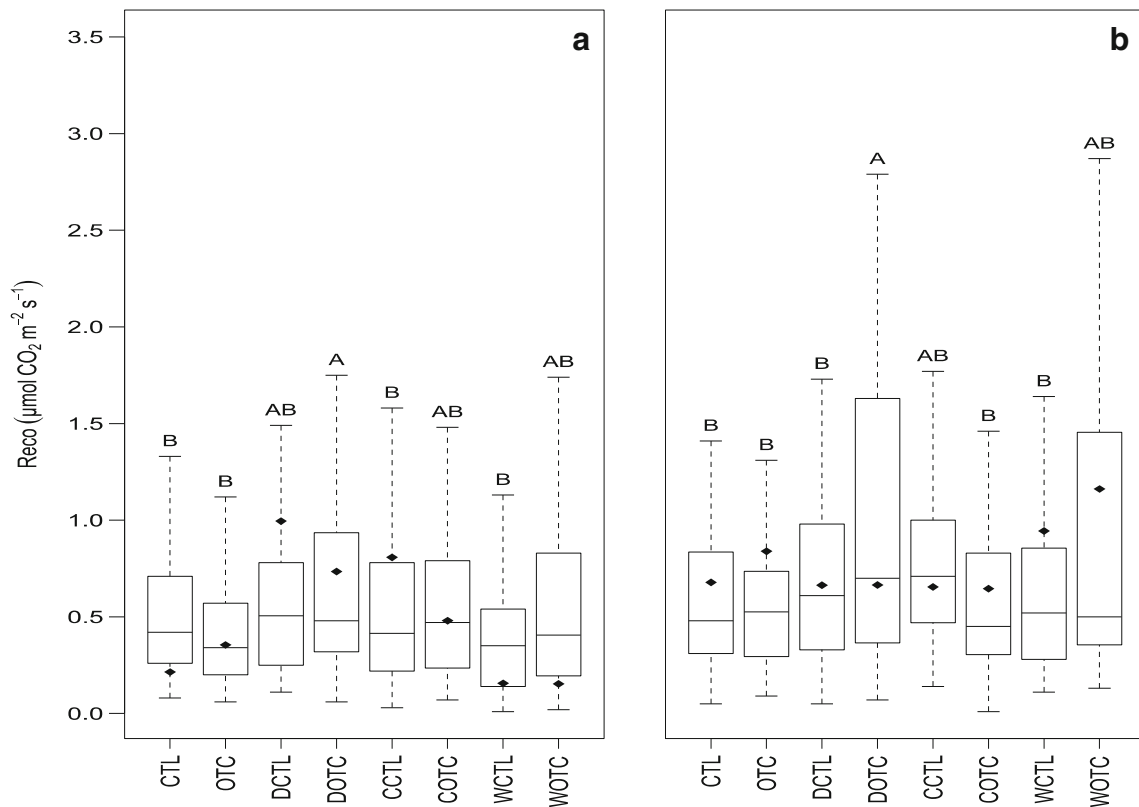 a
b
3.5
3.0
2.5
2.0
1.5
1.0
0.5
0.0
Reco (µmol CO₂ m⁻² s⁻¹)
B
B
AB
A
B
AB
B
AB
B
B
B
A
AB
B
B
AB
CTL
OTC
DCTL
DOTC
CCTL
COTC
WCTL
WOTC
CTL
OTC
DCTL
DOTC
CCTL
COTC
WCTL
WOTC